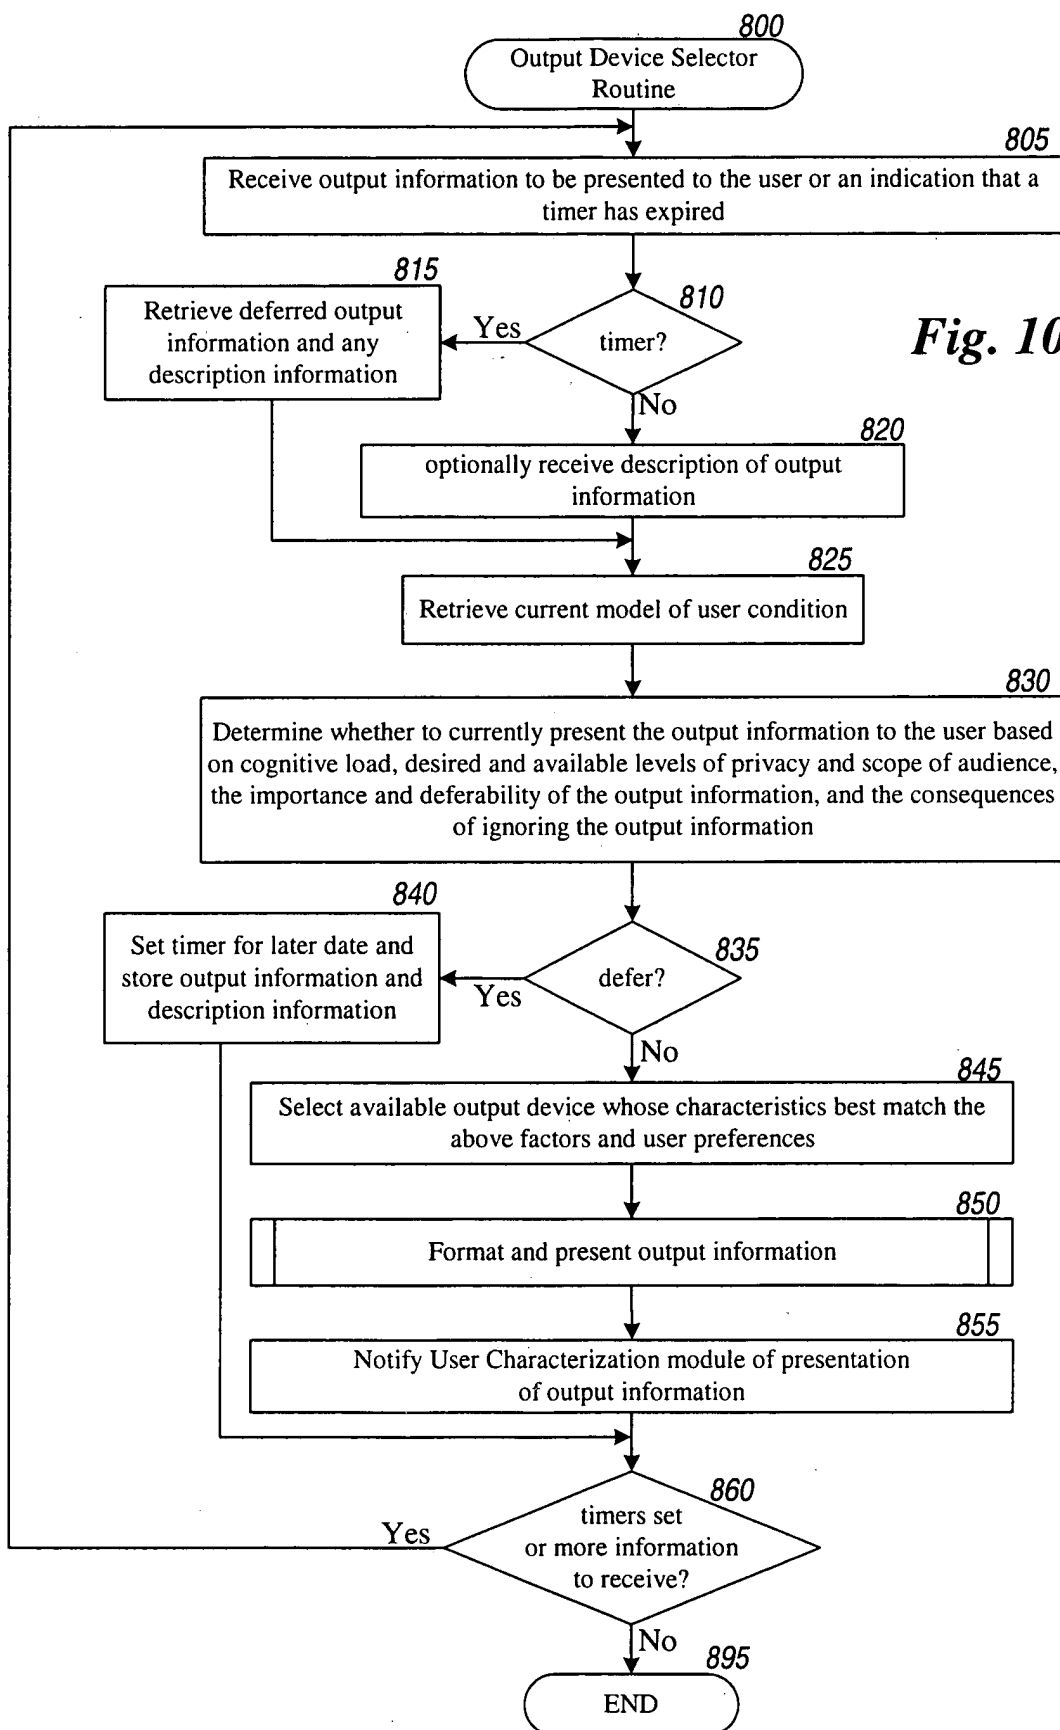 800
Output Device Selector
Routine
805
Receive output information to be presented to the user or an indication that a
timer has expired
815
Retrieve deferred output
information and any
description information
Yes
810
timer?
Fig. 10
No
820
optionally receive description of output
information
825
Retrieve current model of user condition
830
Determine whether to currently present the output information to the user based
on cognitive load, desired and available levels of privacy and scope of audience,
the importance and deferability of the output information, and the consequences
of ignoring the output information
840
Set timer for later date and
store output information and
description information
Yes
835
defer?
No
845
Select available output device whose characteristics best match the
above factors and user preferences
850
Format and present output information
855
Notify User Characterization module of presentation
of output information
860
timers set
or more information
to receive?
Yes
No
895
END